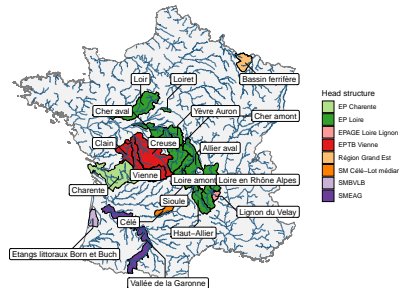 Loir
Loiret
Bassin ferrifère
Cher aval
Yèvre Auron
Cher amont
Clain
Creuse
Allier aval
Vienne
Loire amont
Loire en Rhône Alpes
Charente
Sioule
Lignon du Velay
Célé
Haut−Allier
Etangs littoraux Born et Buch
Vallée de la Garonne
Head structure
EP Charente
EP Loire
EPAGE Loire Lignon
EPTB Vienne
Région Grand Est
SM Célé−Lot médian
SMBVLB
SMEAG